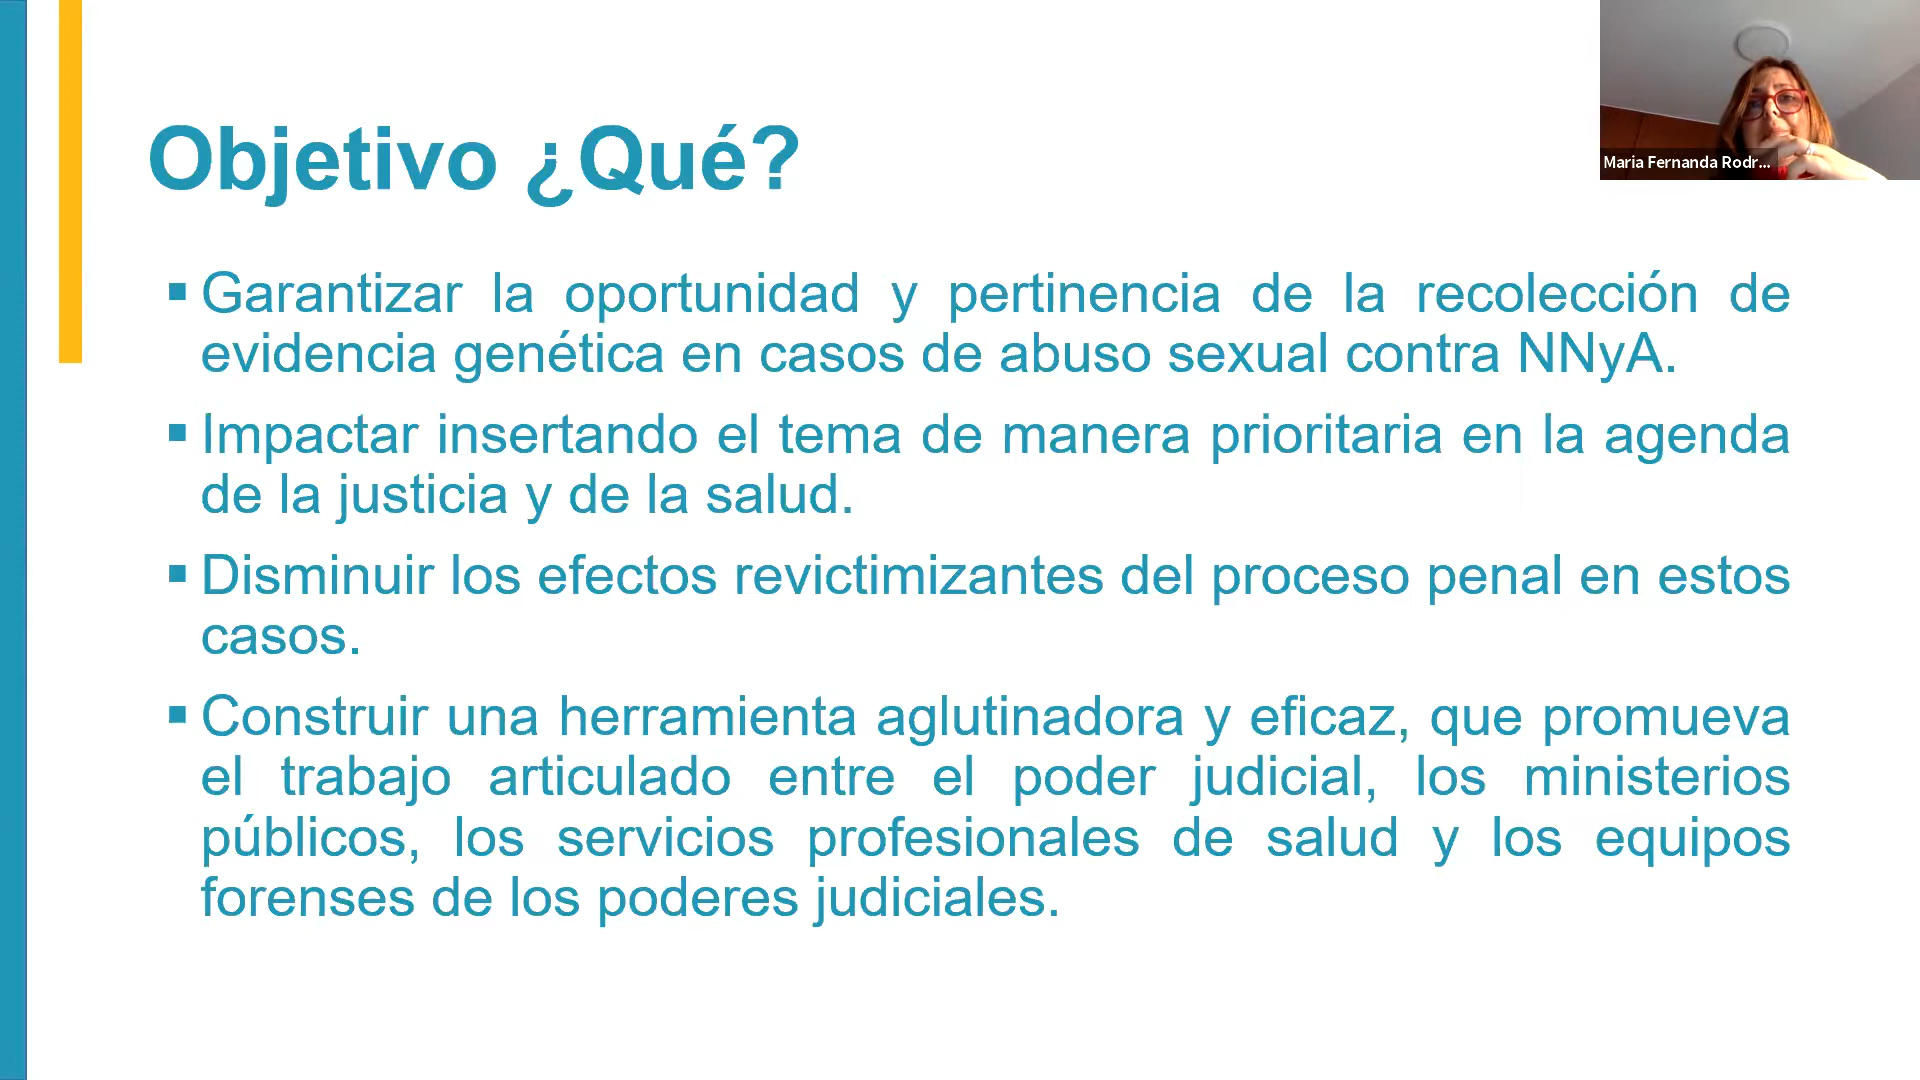 Objetivo ¿Qué?
Maria Fernanda Rodr...
▪ Garantizar la oportunidad y pertinencia de la recolección de
evidencia genética en casos de abuso sexual contra NNyA.
▪ Impactar insertando el tema de manera prioritaria en la agenda
de la justicia y de la salud.
▪ Disminuir los efectos revictimizantes del proceso penal en estos
casos.
▪ Construir una herramienta aglutinadora y eficaz, que promueva
el trabajo articulado entre el poder judicial, los ministerios
públicos, los servicios profesionales de salud y los equipos
forenses de los poderes judiciales.